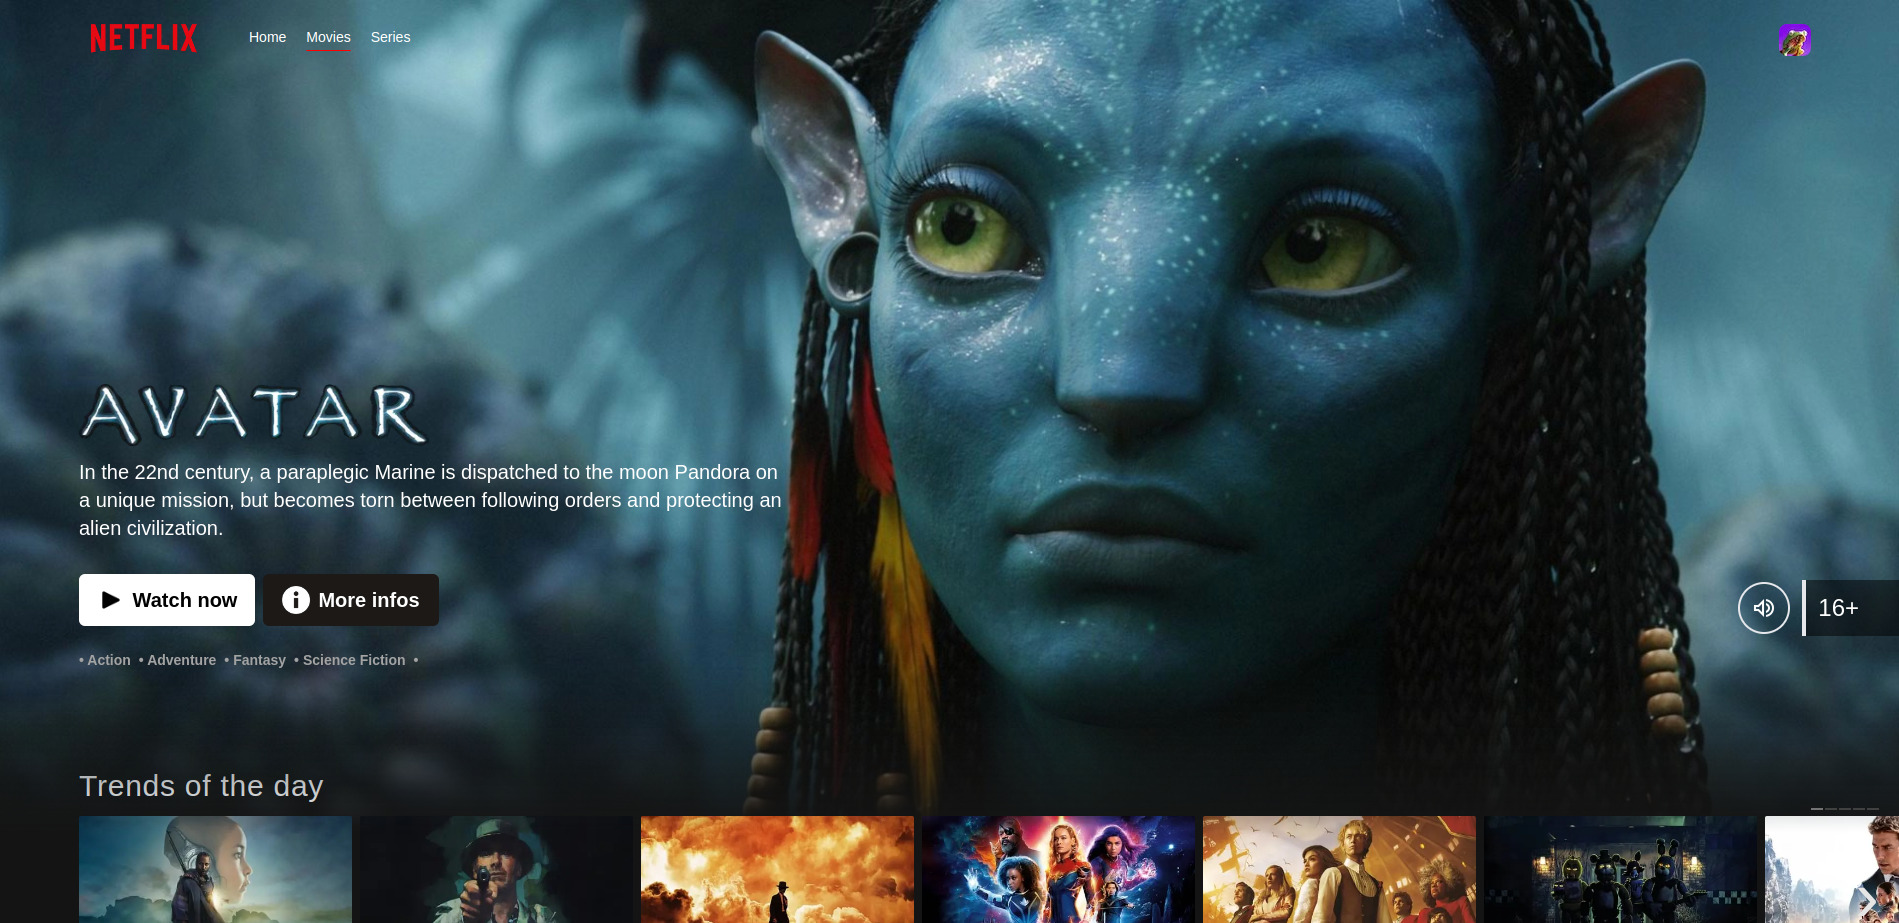 NETFLIX
Home
Movies
Series
AVATAR
In the 22nd century, a paraplegic Marine is dispatched to the moon Pandora on
a unique mission, but becomes torn between following orders and protecting an
alien civilization.
Watch now
More infos
16+
• Action • Adventure • Fantasy • Science Fiction •
Trends of the day